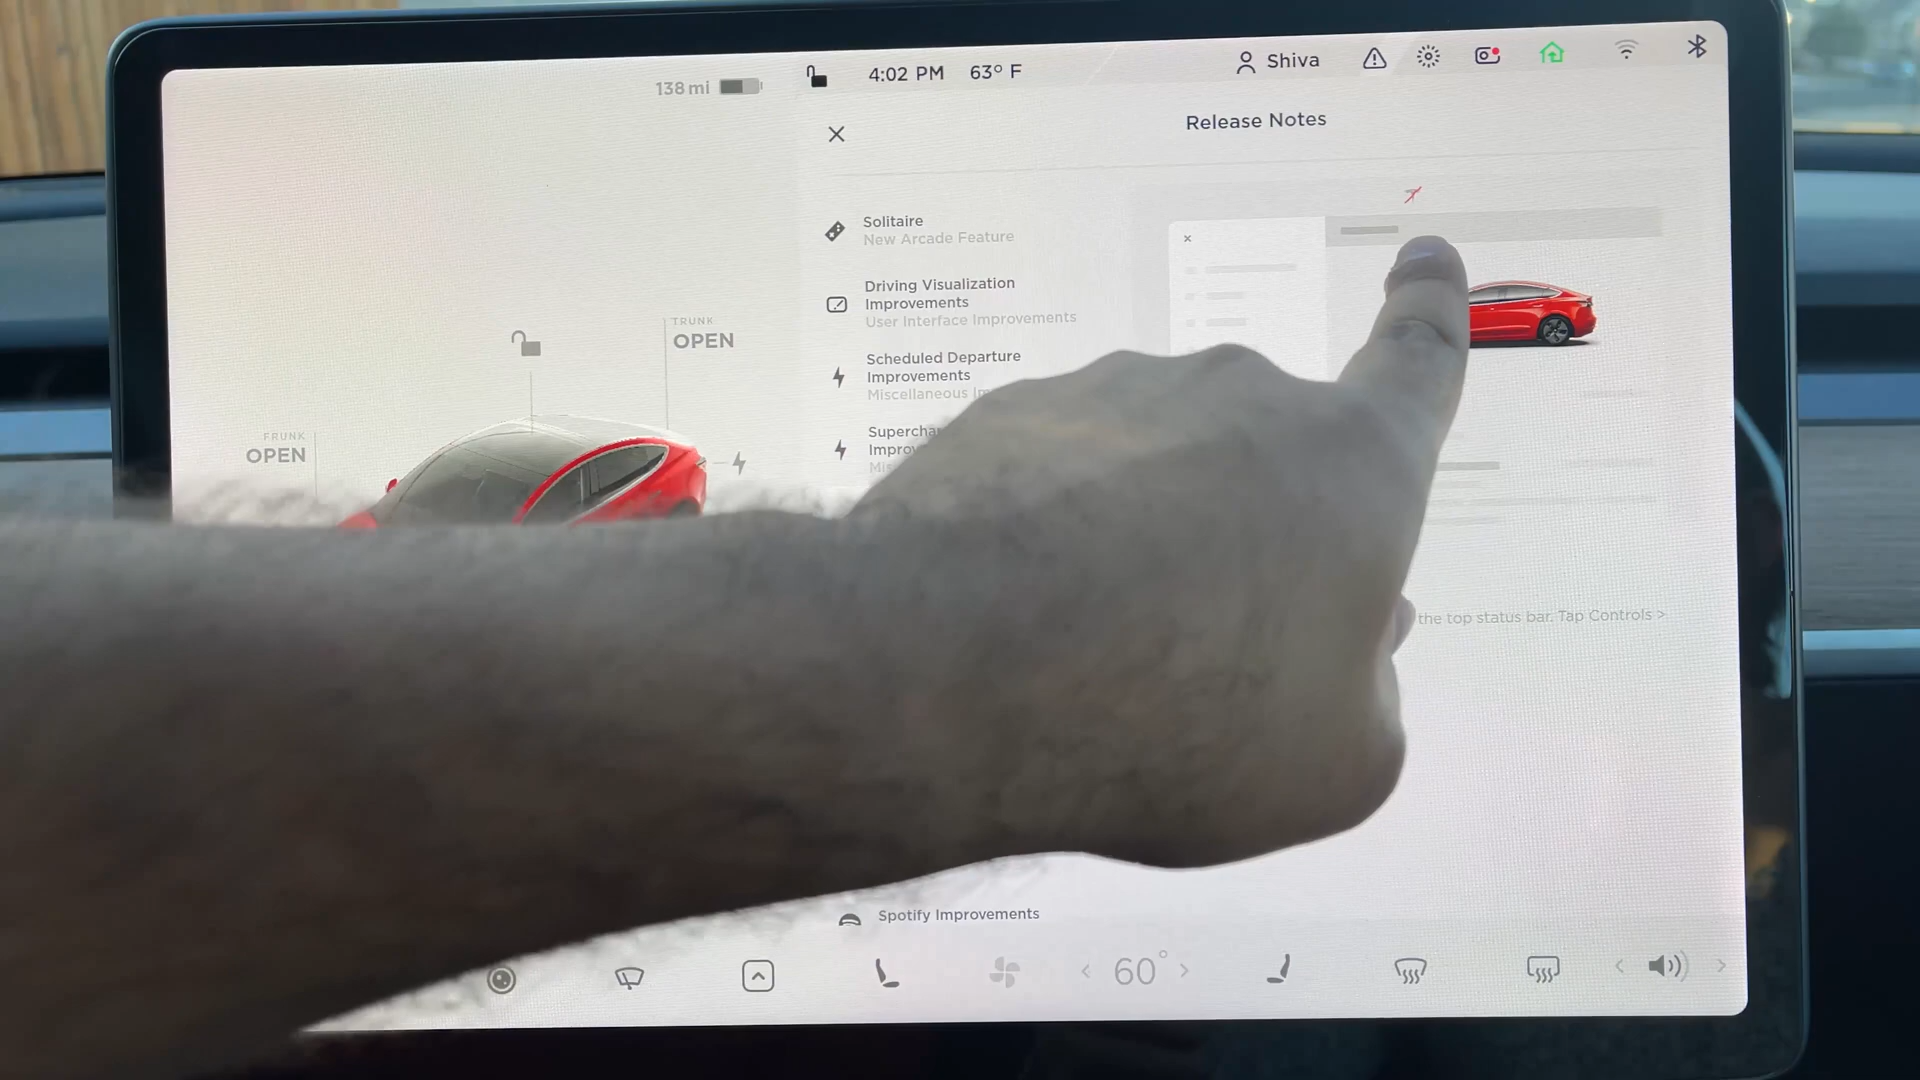 138 mi
4:02 PM
63° F
Shiva
Release Notes
Solitaire
New Arcade Feature
Driving Visualization
Improvements
User Interface Improvements
Scheduled Departure
Improvements
Miscellaneous
TRUNK
OPEN
FRUNK
OPEN
the top status bar. Tap Controls >
Spotify Improvements
< 60° >